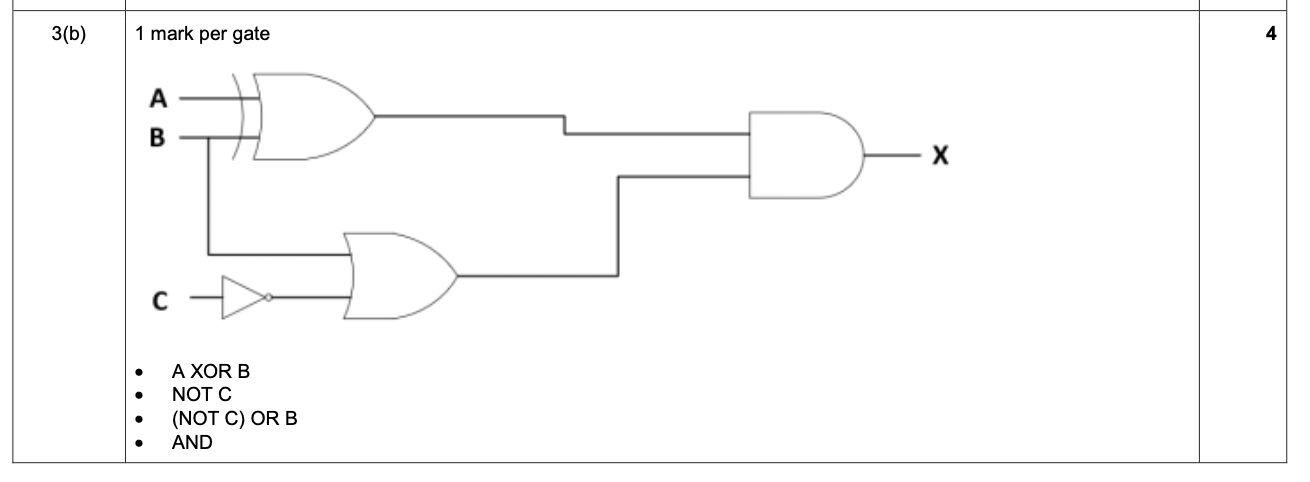 3(b)
1 mark per gate
4
A
B
X
C
• A XOR B
• NOT C
• (NOT C) OR B
• AND